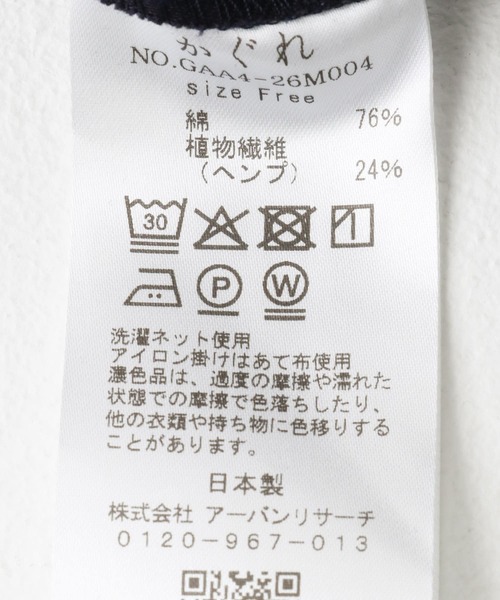 かぐれ
NO.GAA4-26M004
size Free
綿 76%
植物繊維
(ヘンプ) 24%
30
P W
洗濯ネット使用
アイロン掛けはあて布使用
濃色品は、過度の摩擦や濡れた
状態での摩擦で色落ちしたり、
他の衣類や持ち物に色移りする
ことがあります。
日本製
株式会社 アーバンリサーチ
0120-967-013